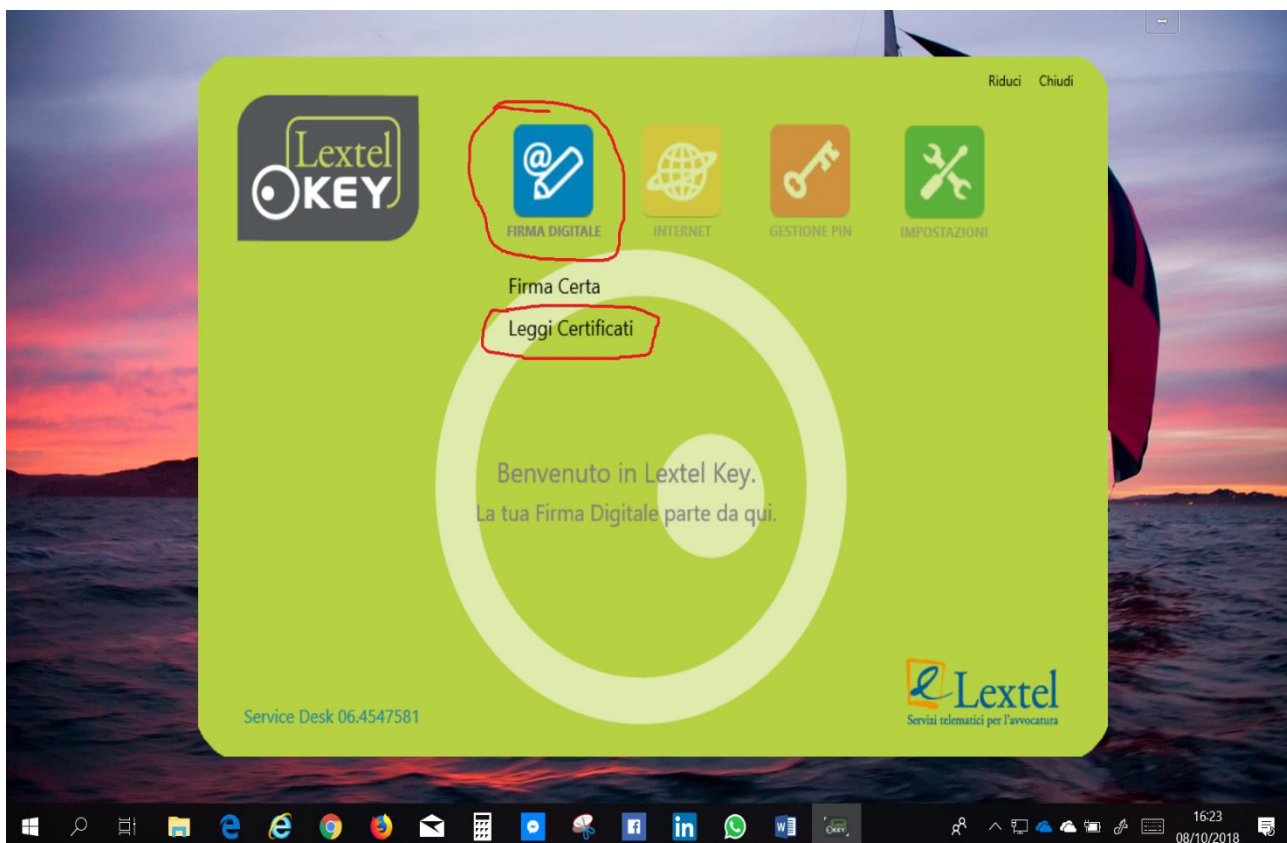 Riduci Chiudi
Lextel
KEY
FIRMA DIGITALE
INTERNET
GESTIONE PIN
IMPOSTAZIONI
Firma Certa
Leggi Certificati
Benvenuto in Lextel Key.
La tua Firma Digitale parte da qui.
Service Desk 06.4547581
Lextel
Servizi telematici per l'avvocatura
16:23
08/10/2018